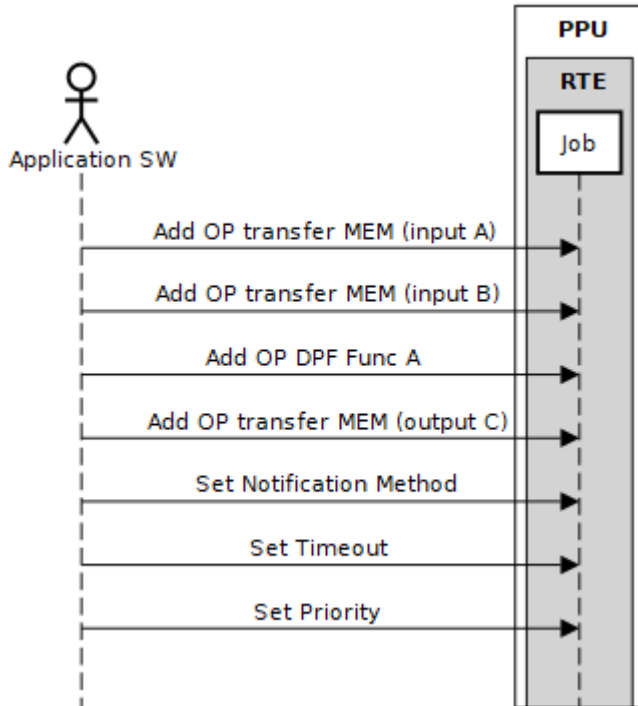 PPU
RTE
Job
Application SW
Add OP transfer MEM (input A)
Add OP transfer MEM (input B)
Add OP DPF Func A
Add OP transfer MEM (output C)
Set Notification Method
Set Timeout
Set Priority